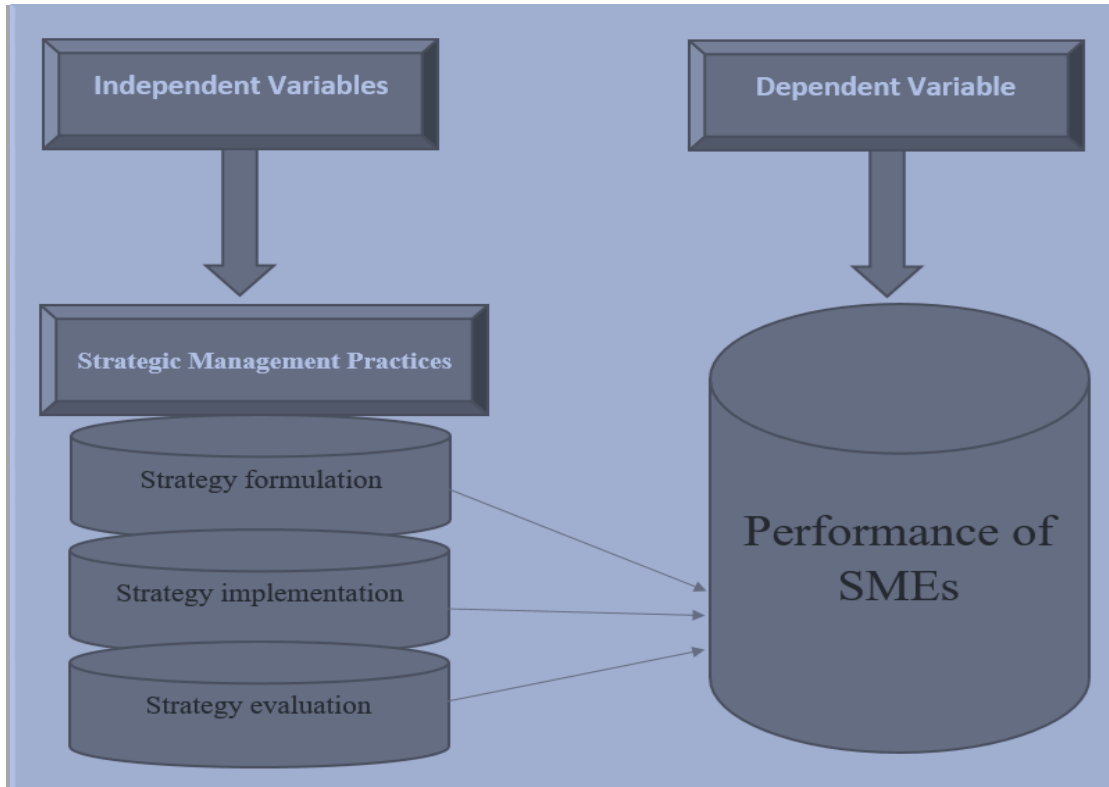 Independent Variables
Dependent Variable
Strategic Management Practices
Strategy formulation
Strategy implementation
Strategy evaluation
Performance of
SMEs